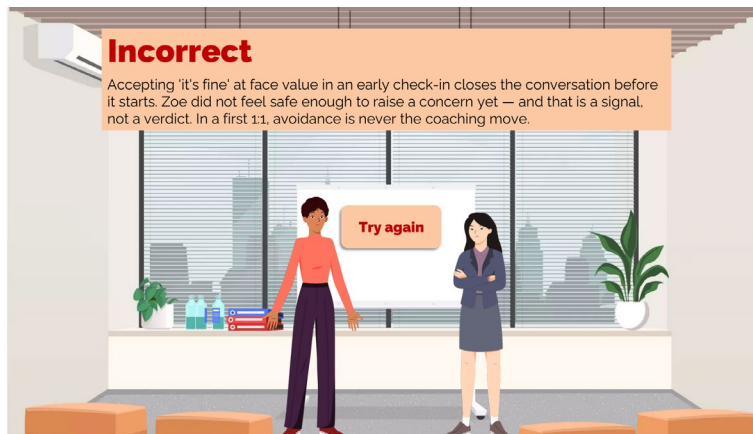 Incorrect
Accepting 'it's fine' at face value in an early check-in closes the conversation before
it starts. Zoe did not feel safe enough to raise a concern yet — and that is a signal,
not a verdict. In a first 1:1, avoidance is never the coaching move.
Try again